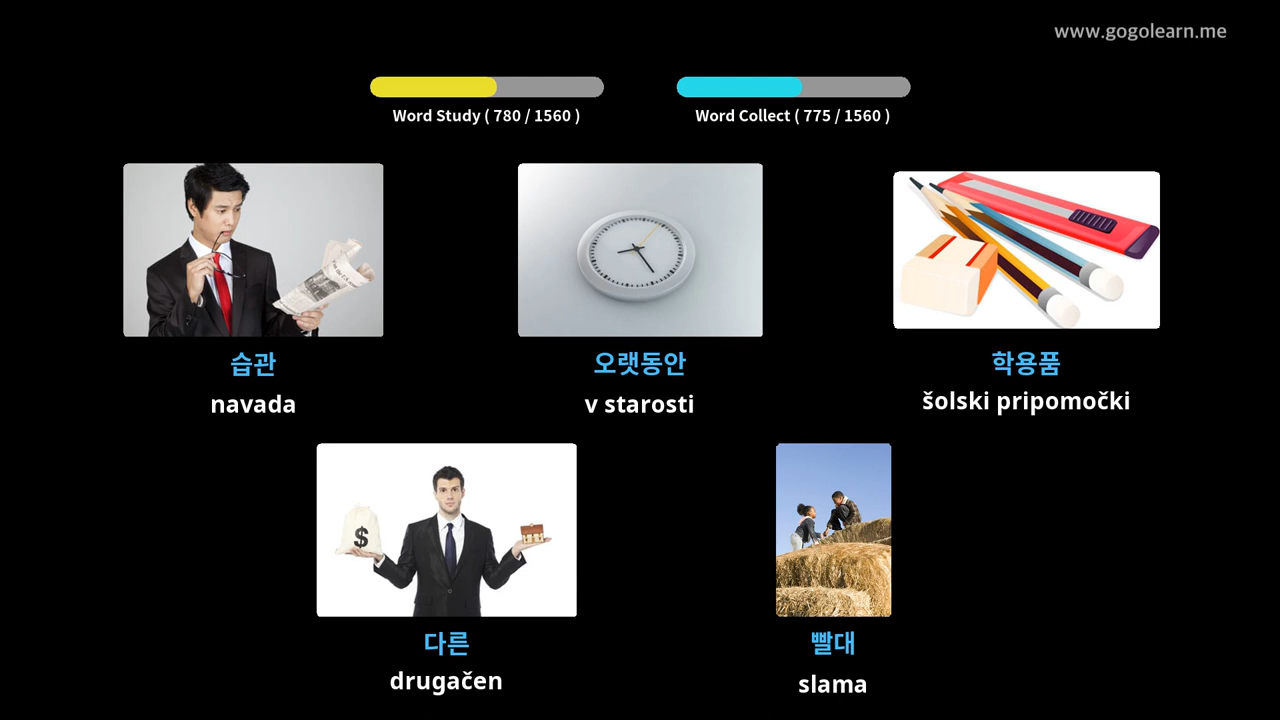 www.gogolearn.me
Word Study ( 780 / 1560 )
Word Collect ( 775 / 1560 )
습관
navada
오랫동안
v starosti
학용품
šolski pripomočki
$
다른
drugačen
빨대
slama